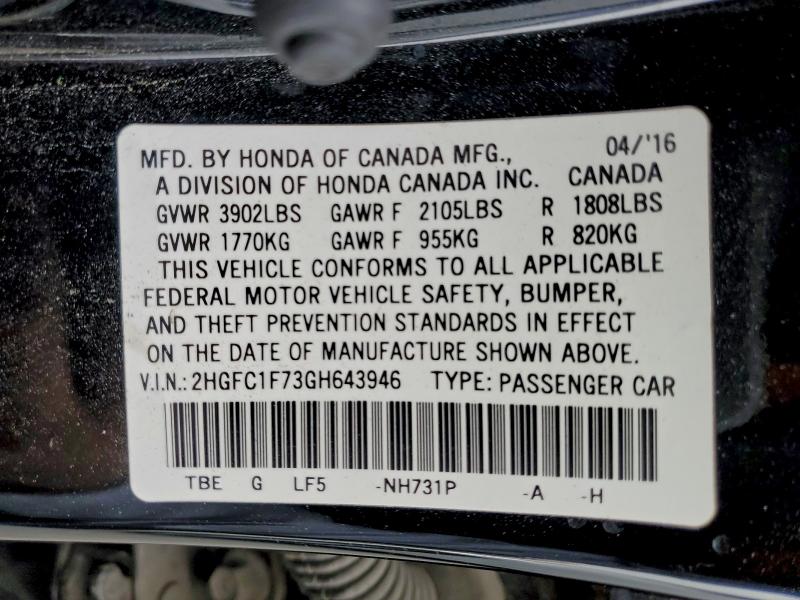 MFD. BY HONDA OF CANADA MFG., 04/'16
A DIVISION OF HONDA CANADA INC. CANADA
GVWR 3902LBS GAWR F 2105LBS R 1808LBS
GVWR 1770KG GAWR F 955KG R 820KG
THIS VEHICLE CONFORMS TO ALL APPLICABLE
FEDERAL MOTOR VEHICLE SAFETY, BUMPER,
AND THEFT PREVENTION STANDARDS IN EFFECT
ON THE DATE OF MANUFACTURE SHOWN ABOVE.
V.I.N.: 2HGFC1F73GH643946 TYPE: PASSENGER CAR
TBE G LF5 -NH731P -A -H